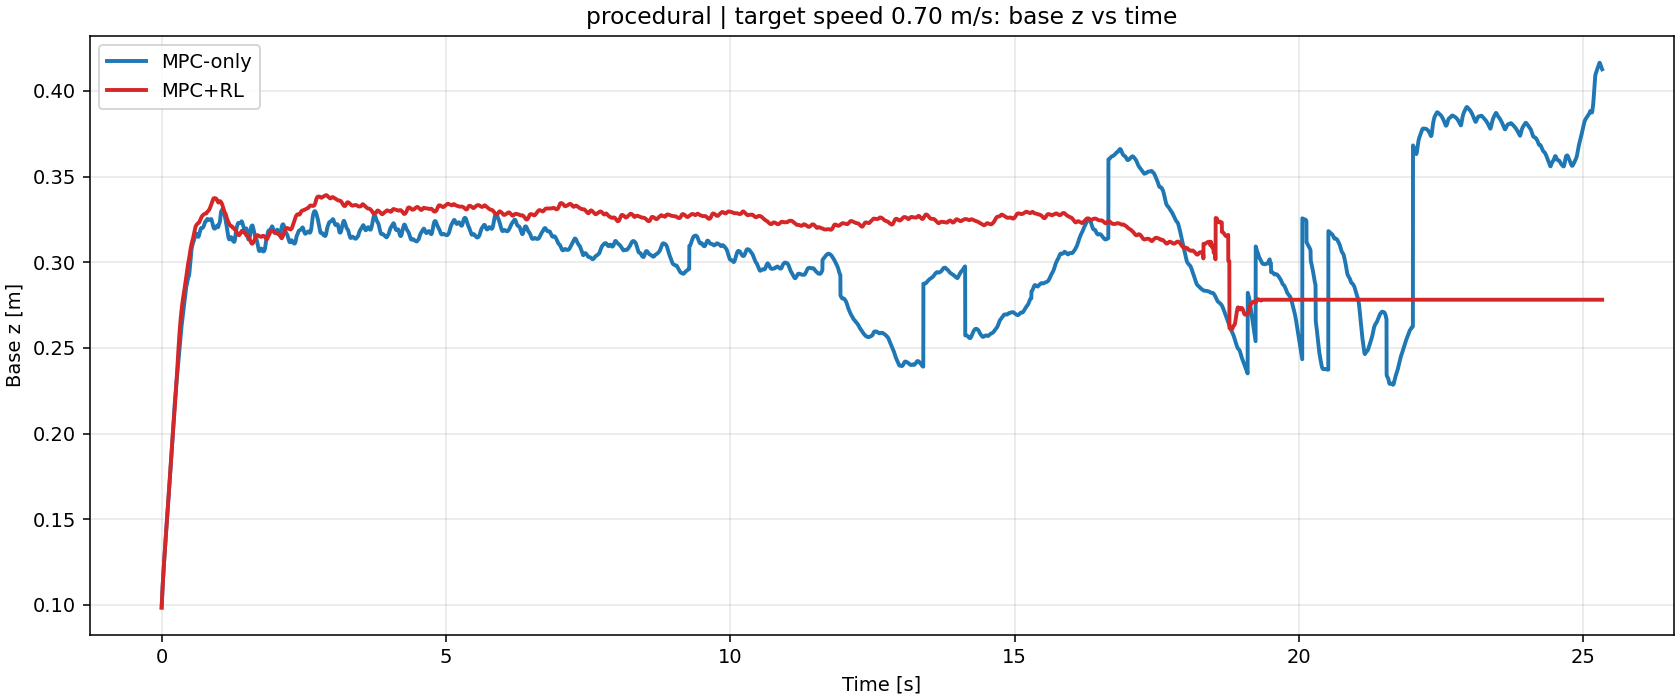 procedural | target speed 0.70 m/s: base z vs time
MPC-only
MPC+RL
Base z [m]
0.40
0.35
0.30
0.25
0.20
0.15
0.10
0
5
10
15
20
25
Time [s]